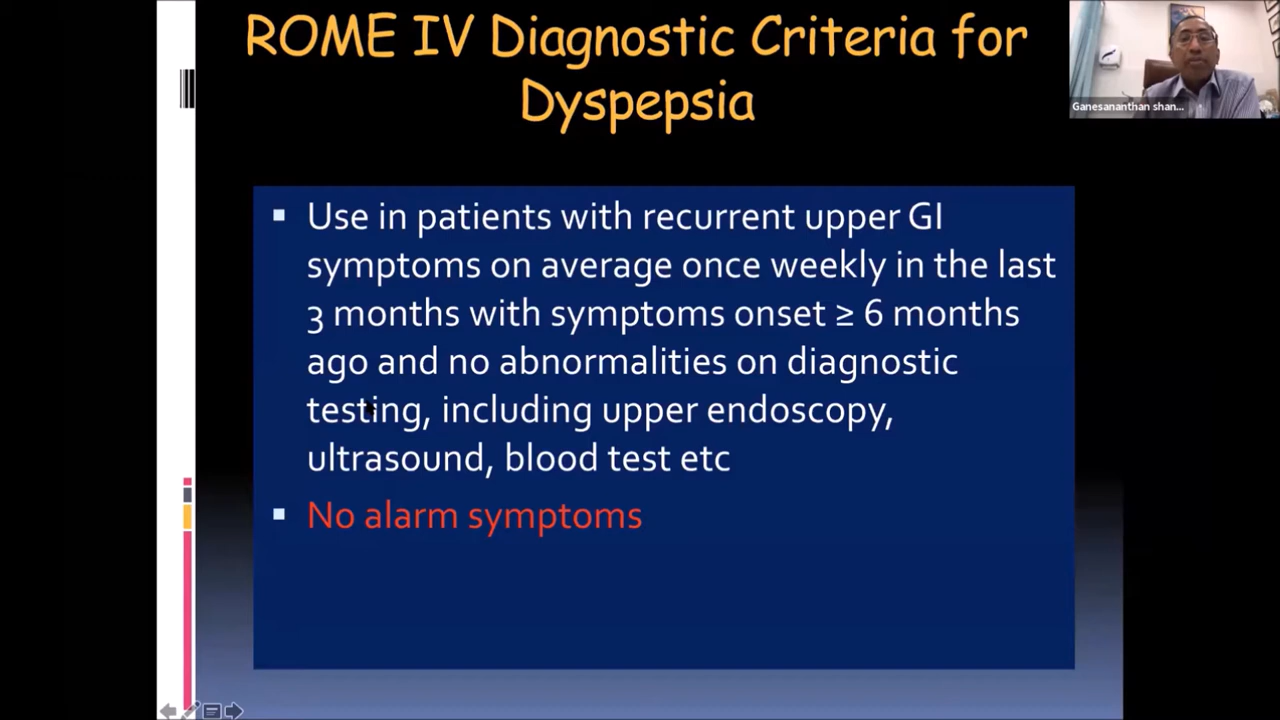 ROME IV Diagnostic Criteria for
Dyspepsia
Ganesananthan shan...
▪ Use in patients with recurrent upper GI
symptoms on average once weekly in the last
3 months with symptoms onset ≥ 6 months
ago and no abnormalities on diagnostic
testing, including upper endoscopy,
ultrasound, blood test etc
▪ No alarm symptoms